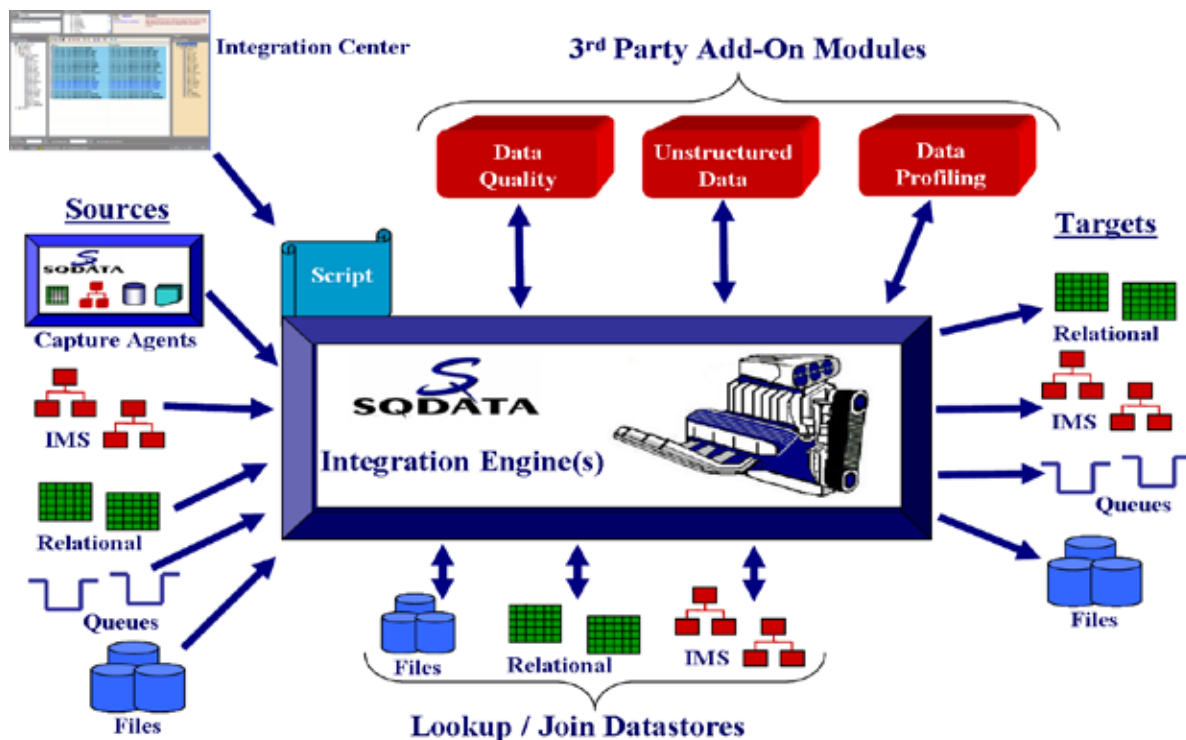 Integration Center
3rd Party Add-On Modules
Data
Quality
Unstructured
Data
Data
Profiling
Sources
SQDATA
Capture Agents
IMS
Relational
Queues
Files
Script
SQDATA
Integration Engine(s)
Targets
Relational
IMS
Queues
Files
Files
Relational
IMS
Lookup / Join Datastores